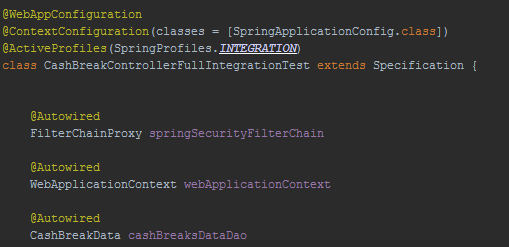 @WebAppConfiguration
@ContextConfiguration(classes = [SpringApplicationConfig.class])
@ActiveProfiles(SpringProfiles.INTEGRATION)
class CashBreakControllerFullIntegrationTest extends Specification {
@Autowired
FilterChainProxy springSecurityFilterChain
@Autowired
WebApplicationContext webApplicationContext
@Autowired
CashBreakData cashBreaksDataDao